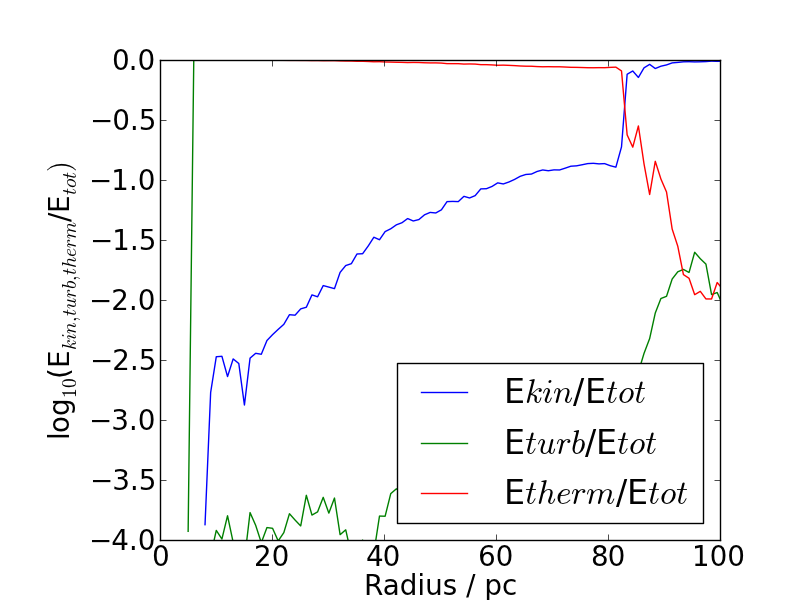 0.0
−0.5
−1.0
−1.5
−2.0
−2.5
−3.0
−3.5
−4.0
log10(Ekin,turb,therm/Etot)
Ekin/Etot
Eturb/Etot
Etherm/Etot
0 20 40 60 80 100
Radius / pc